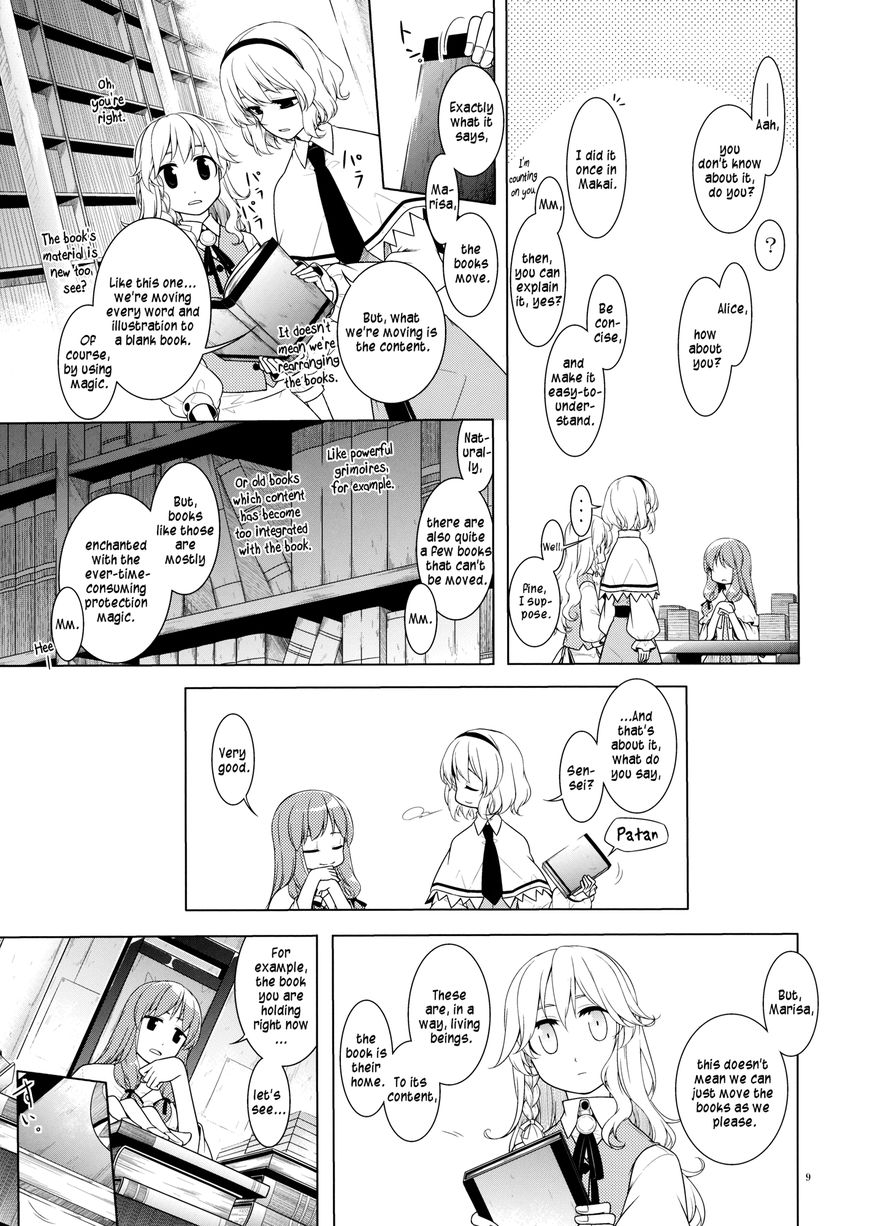 Aah,
you
don't know
about it,
do you?
?
Alice,
how
about
you?
I did it
once in
Makai.
I'm
counting
on you.
Mm,
then,
you can
explain
it, yes?
Be
con-
cise,
and
make it
easy-to-
under-
stand.
...
Well.
Fine,
I sup-
pose.
Exactly
what it
says,
Ma-
risa,
the
books
move.
Oh,
you're
right.
パラ
パラ
But, what
we're moving is
the content.
It doesn't
mean we're
rearranging
the books.
Like this one...
we're moving
every word and
illustration to
a blank book.
The book's
material is
new too,
see?
Of
course,
by using
magic.
Nat-
ural-
ly,
there are
also quite
a few books
that can't
be moved.
Like powerful
grimoires,
for example.
Or old books
which content
has become
too integrated
with the book.
But,
books
like those
are
mostly
enchanted
with the
ever-time-
consuming
protection
magic.
Mm.
Mm.
Hee
...And
that's
about it,
what do
you say,
Sen-
sei?
Patan
Very
good.
But,
Marisa,
this doesn't
mean we can
just move the
books as we
please.
These
are, in a
way, living
beings.
To its
content,
the
book is
their
home.
For
example,
the book
you are
holding
right now
...
let's
see...
9